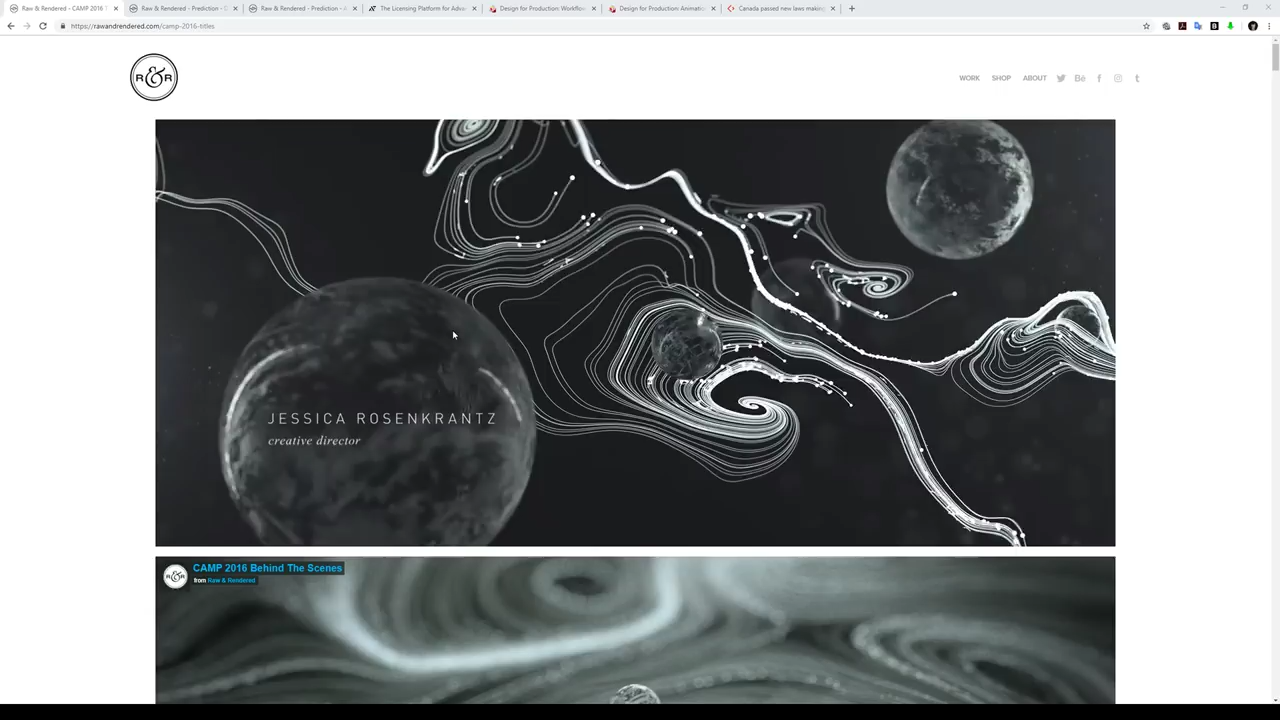 Raw & Rendered - CAMP 2016 T
Raw & Rendered - Prediction - D
Raw & Rendered - Prediction - A
The Licensing Platform for Adva
Design for Production: Workflow
Design for Production: Animatio
Canada passed new laws making
https://rawandrendered.com/camp-2016-titles
R&R
WORK
SHOP
ABOUT
JESSICA ROSENKRANTZ
creative director
R&R
CAMP 2016 Behind The Scenes
from Raw & Rendered